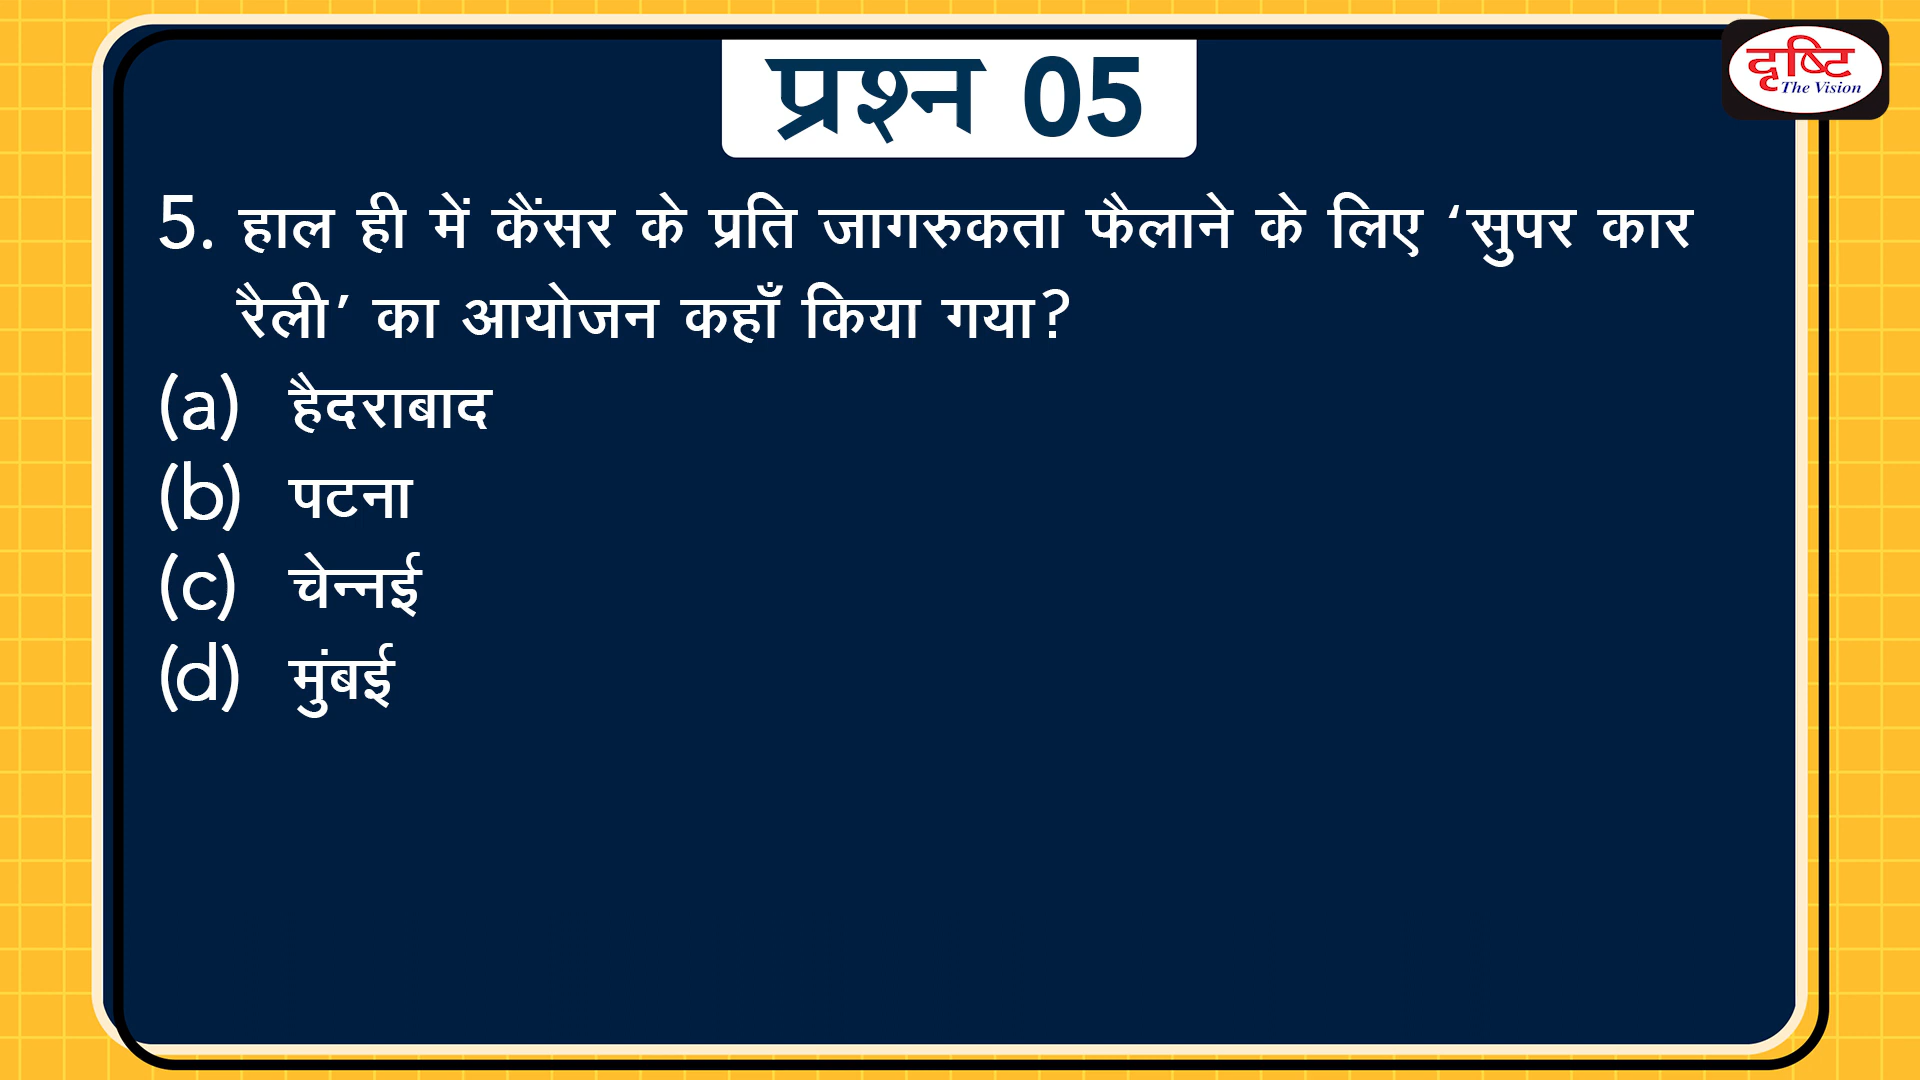 प्रश्न 05
दृष्टि
The Vision
5. हाल ही में कैंसर के प्रति जागरुकता फैलाने के लिए ‘सुपर कार
रैली’ का आयोजन कहाँ किया गया?
(a) हैदराबाद
(b) पटना
(c) चेन्नई
(d) मुंबई